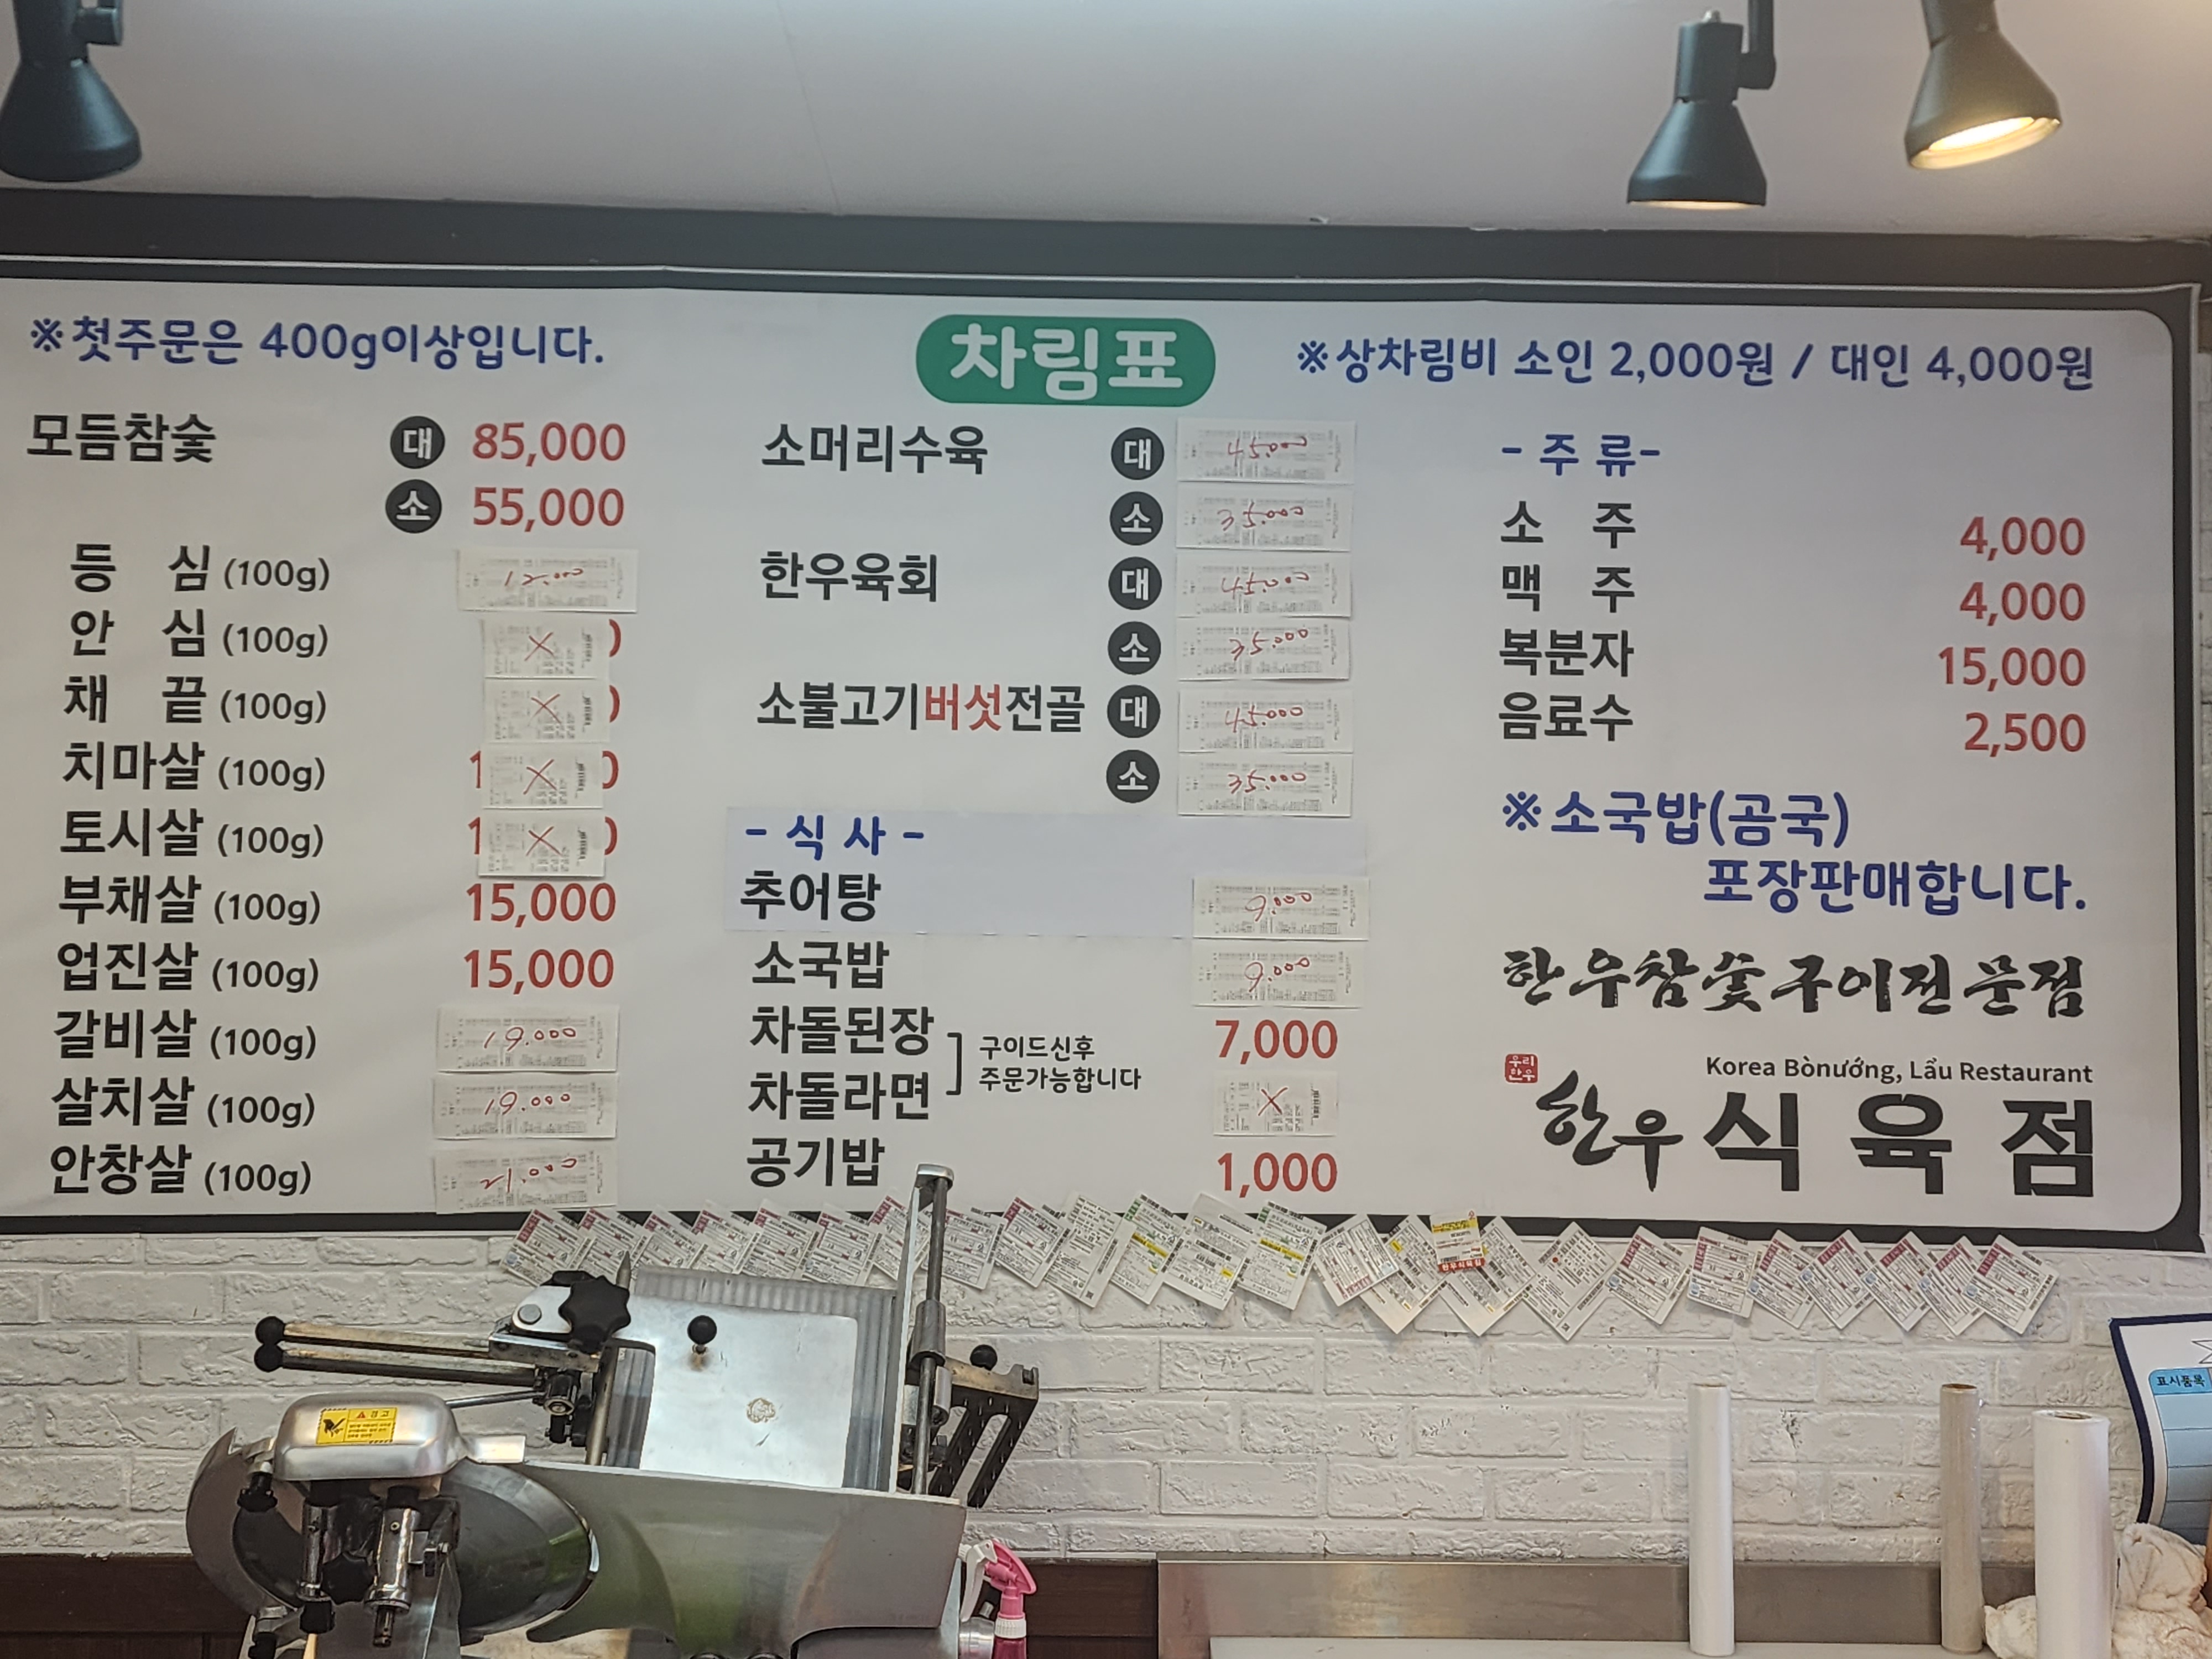 ※첫주문은 400g이상입니다.
차림표
※상차림비 소인 2,000원 / 대인 4,000원
모듬참숯 대 85,000
소 55,000
등 심 (100g) 12.000
안 심 (100g) X
채 끝 (100g) X
치마살 (100g) X
토시살 (100g) X
부채살 (100g) 15,000
업진살 (100g) 15,000
갈비살 (100g)
살치살 (100g)
안창살 (100g)
소머리수육 대 45.000
소 35.000
한우육회 대 45.000
소 35.000
소불고기버섯전골 대 45.000
소 35.000
- 식 사 -
추어탕
소국밥
차돌된장 7,000
차돌라면 X
구이드신후
주문가능합니다
공기밥 1,000
- 주 류-
소 주 4,000
맥 주 4,000
복분자 15,000
음료수 2,500
※소국밥(곰국)
포장판매합니다.
한우참숯구이전문점
우리
한우
Korea Bònướng, Lẩu Restaurant
한우식육점
경고
표시품목